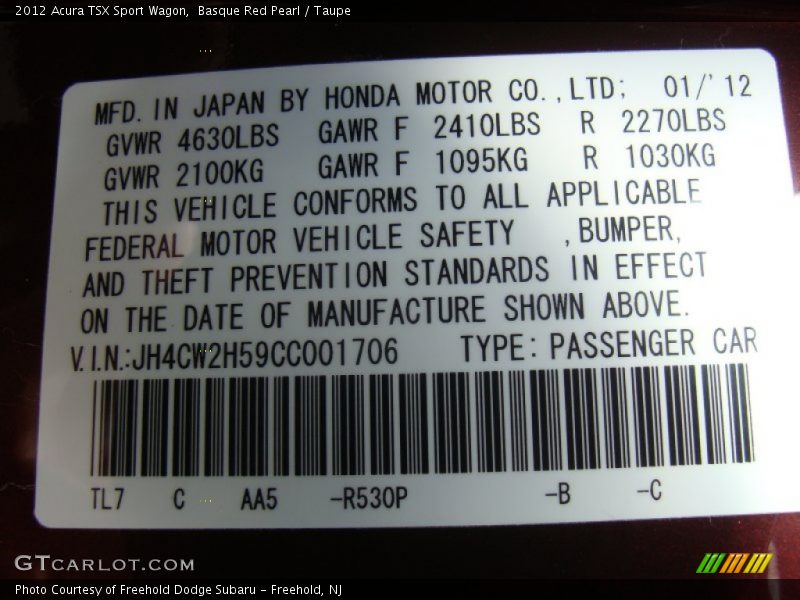 2012 Acura TSX Sport Wagon,  Basque Red Pearl / Taupe
MFD. IN JAPAN BY HONDA MOTOR CO.,LTD; 01/'12
GVWR 4630LBS GAWR F 2410LBS R 2270LBS
GVWR 2100KG GAWR F 1095KG R 1030KG
THIS VEHICLE CONFORMS TO ALL APPLICABLE
FEDERAL MOTOR VEHICLE SAFETY ,BUMPER,
AND THEFT PREVENTION STANDARDS IN EFFECT
ON THE DATE OF MANUFACTURE SHOWN ABOVE.
V.I.N.:JH4CW2H59CC001706 TYPE: PASSENGER CAR
TL7 C AA5 -R530P -B -C
GTCARLOT.COM
Photo Courtesy of Freehold Dodge Subaru - Freehold, NJ